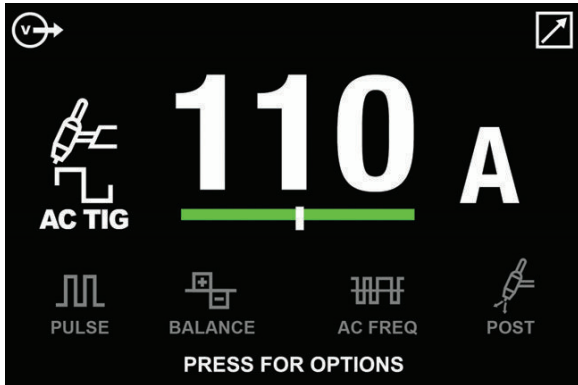 V
110 A
AC TIG
PULSE BALANCE AC FREQ POST
PRESS FOR OPTIONS